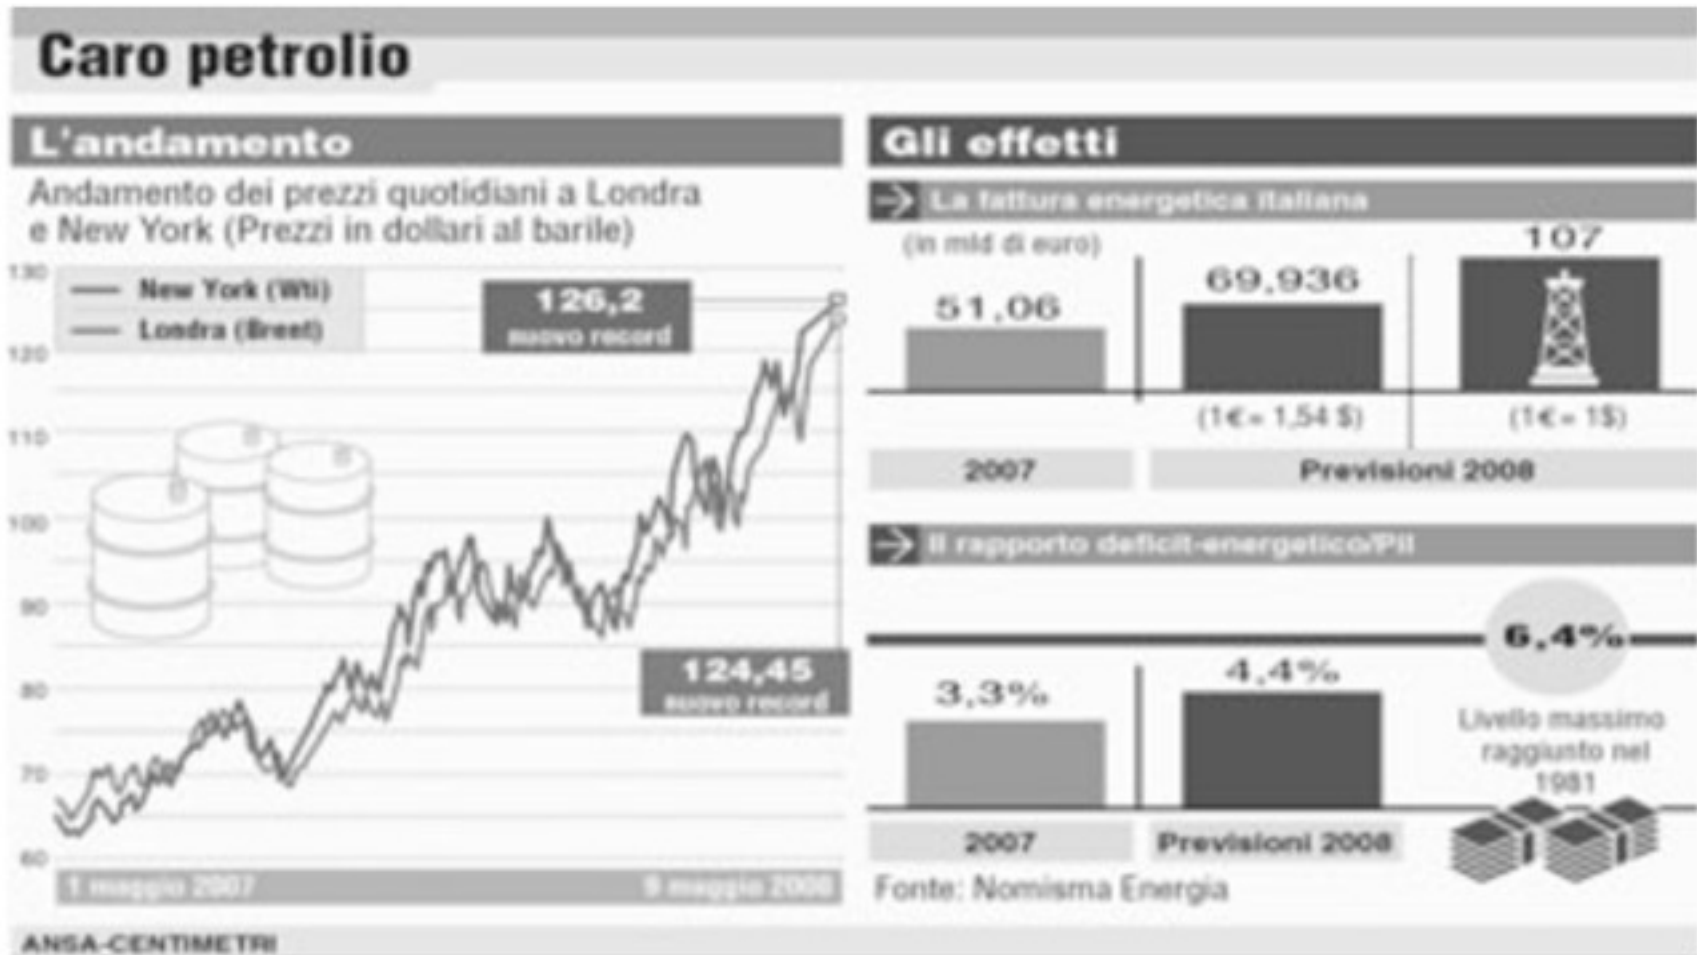 Caro petrolio
L'andamento
Andamento dei prezzi quotidiani a Londra
e New York (Prezzi in dollari al barile)
130
New York (Wti)
Londra (Brent)
126,2
nuovo record
120
110
100
90
80
70
60
124,45
nuovo record
1 maggio 2007
9 maggio 2008
Gli effetti
La fattura energetica italiana
(in mld di euro)
51,06
69,936
107
(1€= 1,54 $)
(1€= 1$)
2007
Previsioni 2008
Il rapporto deficit-energetico/Pil
6,4%
3,3%
4,4%
Livello massimo
raggiunto nel
1981
2007
Previsioni 2008
Fonte: Nomisma Energia
ANSA-CENTIMETRI